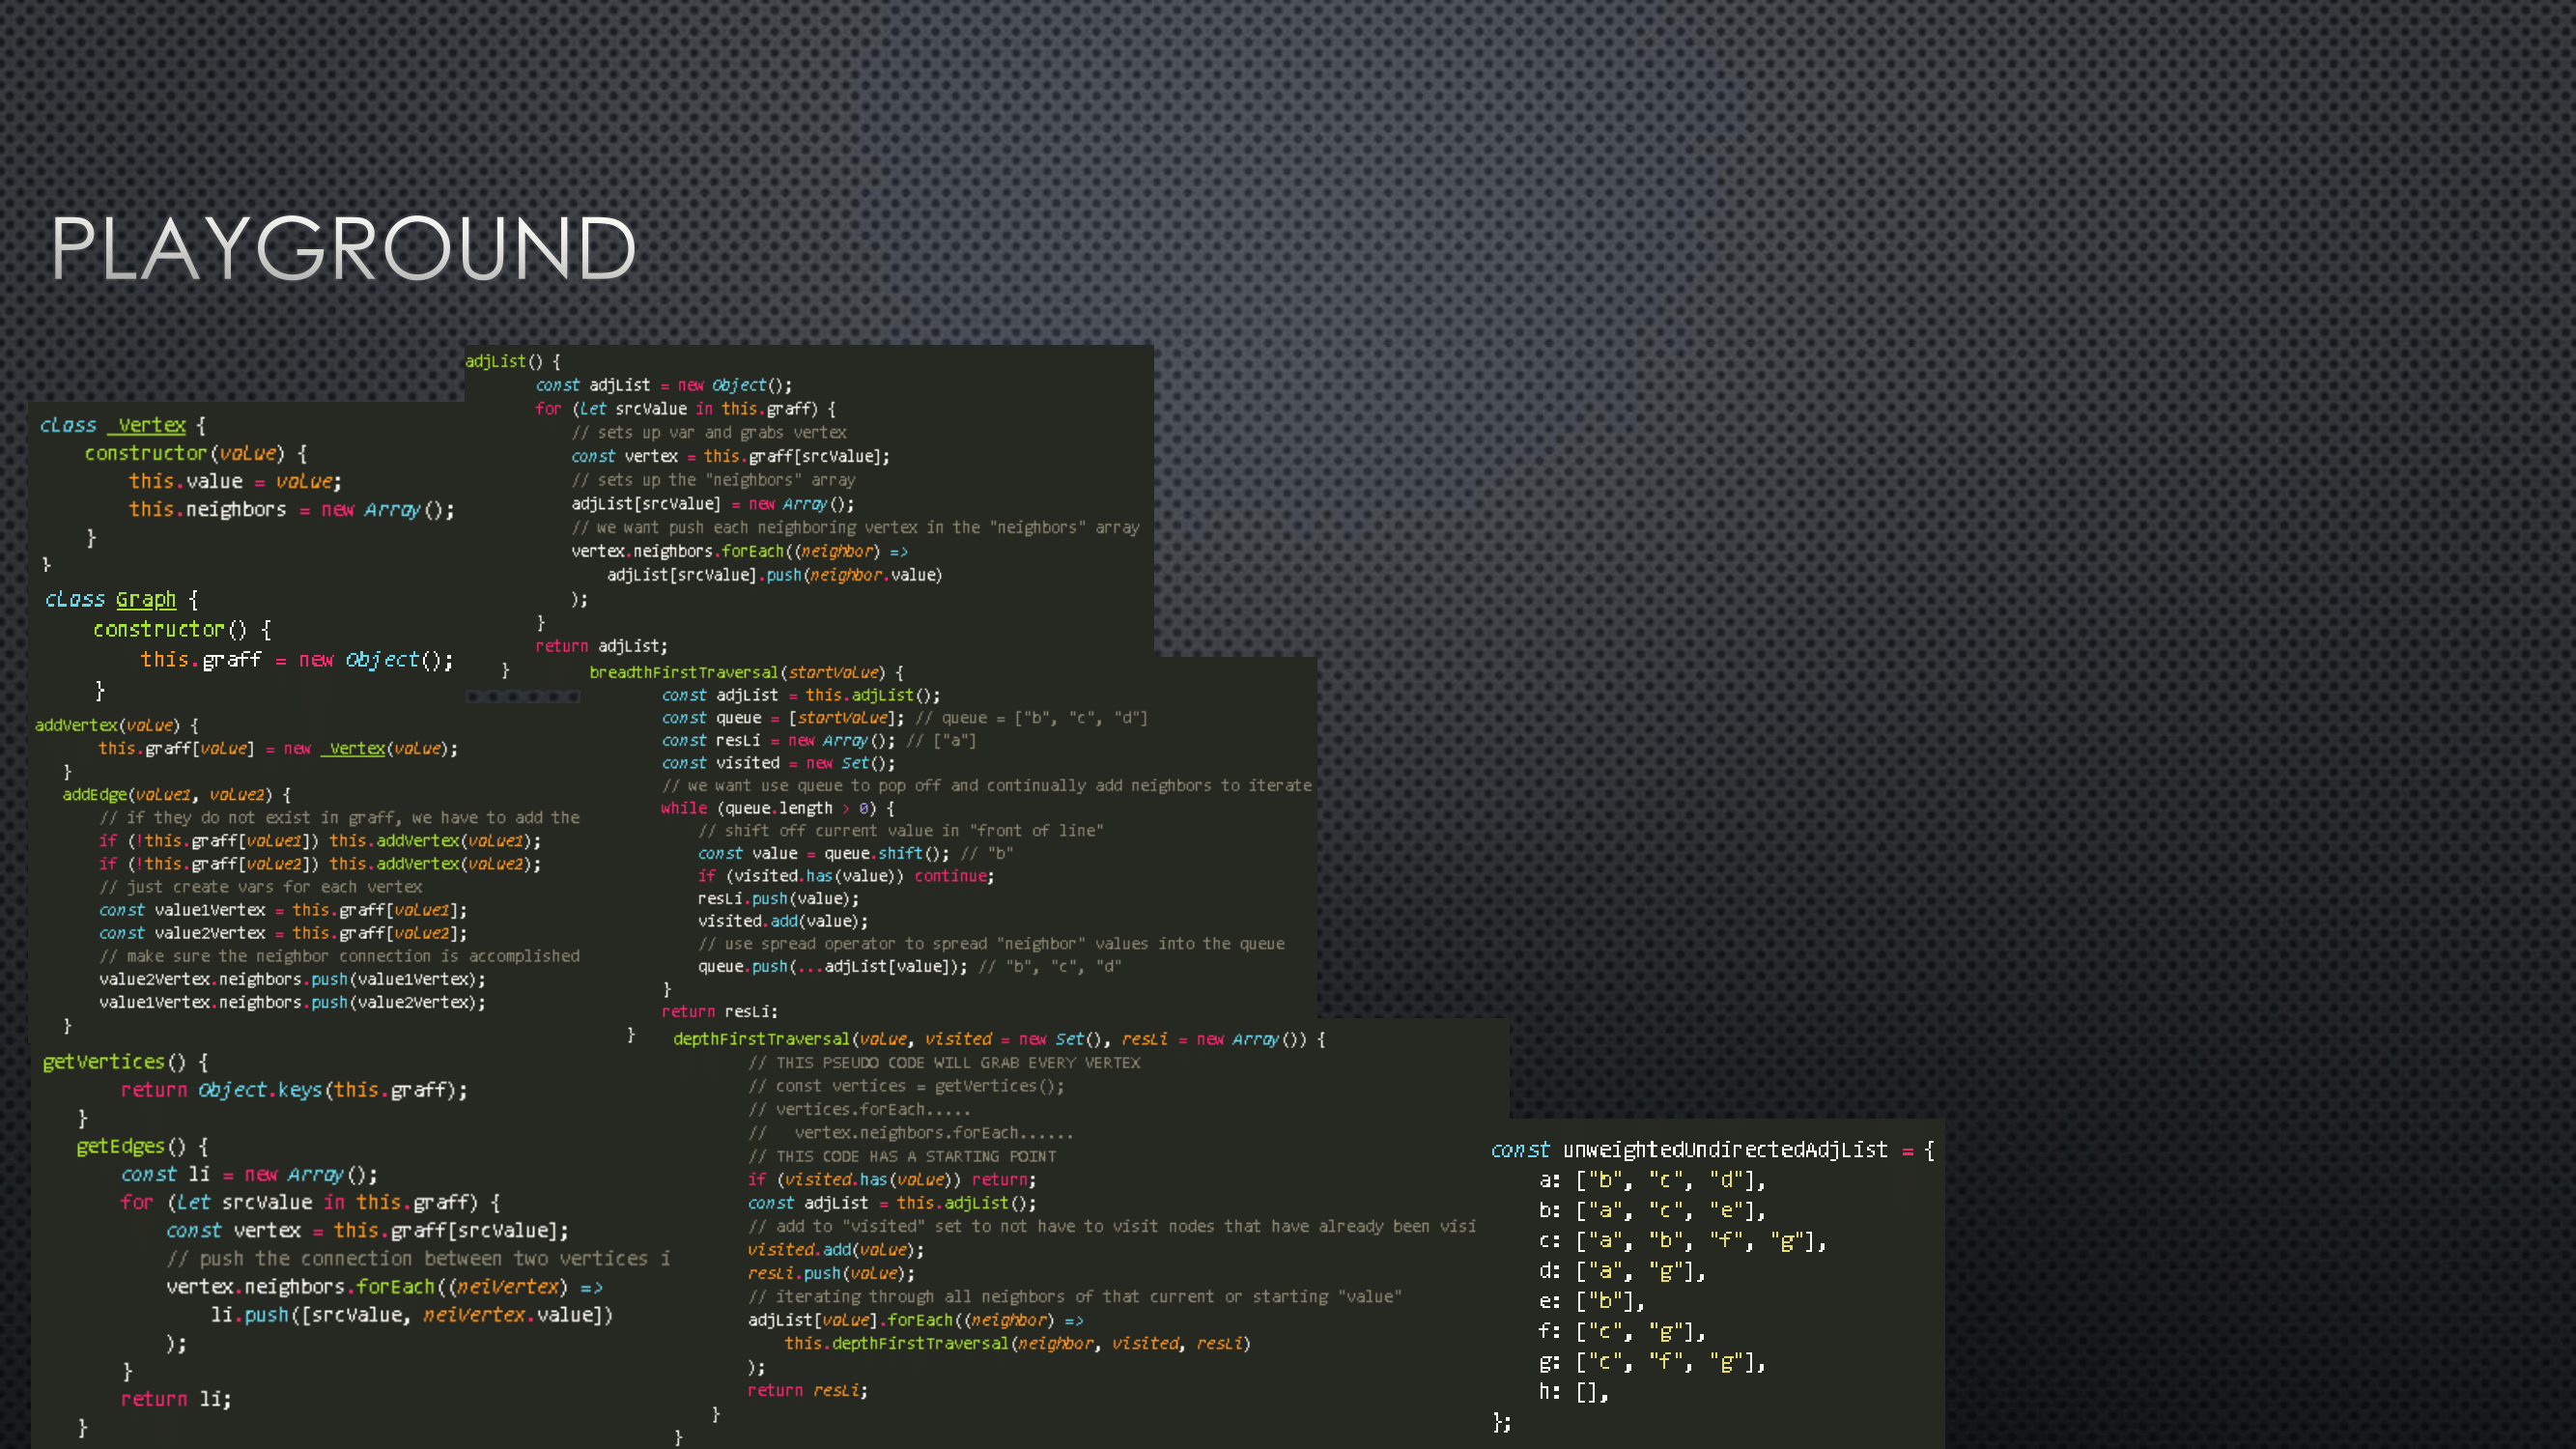 PLAYGROUND
class _Vertex {
constructor(value) {
this.value = value;
this.neighbors = new Array();
}
}
class Graph {
constructor() {
this.graff = new Object();
}
addVertex(value) {
this.graff[value] = new _Vertex(value);
}
addEdge(value1, value2) {
// if they do not exist in graff, we have to add the
if (!this.graff[value1]) this.addVertex(value1);
if (!this.graff[value2]) this.addVertex(value2);
// just create vars for each vertex
const value1Vertex = this.graff[value1];
const value2Vertex = this.graff[value2];
// make sure the neighbor connection is accomplished
value2Vertex.neighbors.push(value1Vertex);
value1Vertex.neighbors.push(value2Vertex);
}
getVertices() {
return Object.keys(this.graff);
}
getEdges() {
const li = new Array();
for (let srcValue in this.graff) {
const vertex = this.graff[srcValue];
// push the connection between two vertices i
vertex.neighbors.forEach((neiVertex) =>
li.push([srcValue, neiVertex.value])
);
}
return li;
}
adjList() {
const adjList = new Object();
for (let srcValue in this.graff) {
// sets up var and grabs vertex
const vertex = this.graff[srcValue];
// sets up the "neighbors" array
adjList[srcValue] = new Array();
// we want push each neighboring vertex in the "neighbors" array
vertex.neighbors.forEach((neighbor) =>
adjList[srcValue].push(neighbor.value)
);
}
return adjList;
}
breadthFirstTraversal(startValue) {
const adjList = this.adjList();
const queue = [startValue]; // queue = ["b", "c", "d"]
const resLi = new Array(); // ["a"]
const visited = new Set();
// we want use queue to pop off and continually add neighbors to iterate
while (queue.length > 0) {
// shift off current value in "front of line"
const value = queue.shift(); // "b"
if (visited.has(value)) continue;
resLi.push(value);
visited.add(value);
// use spread operator to spread "neighbor" values into the queue
queue.push(...adjList[value]); // "b", "c", "d"
}
return resLi;
}
depthFirstTraversal(value, visited = new Set(), resLi = new Array()) {
// THIS PSEUDO CODE WILL GRAB EVERY VERTEX
// const vertices = getVertices();
// vertices.forEach.....
// vertex.neighbors.forEach......
// THIS CODE HAS A STARTING POINT
if (visited.has(value)) return;
const adjList = this.adjList();
// add to "visited" set to not have to visit nodes that have already been visi
visited.add(value);
resLi.push(value);
// iterating through all neighbors of that current or starting "value"
adjList[value].forEach((neighbor) =>
this.depthFirstTraversal(neighbor, visited, resLi)
);
return resLi;
}
}
const unweightedUndirectedAdjList = {
a: ["b", "c", "d"],
b: ["a", "c", "e"],
c: ["a", "b", "f", "g"],
d: ["a", "g"],
e: ["b"],
f: ["c", "g"],
g: ["c", "f", "g"],
h: [],
};